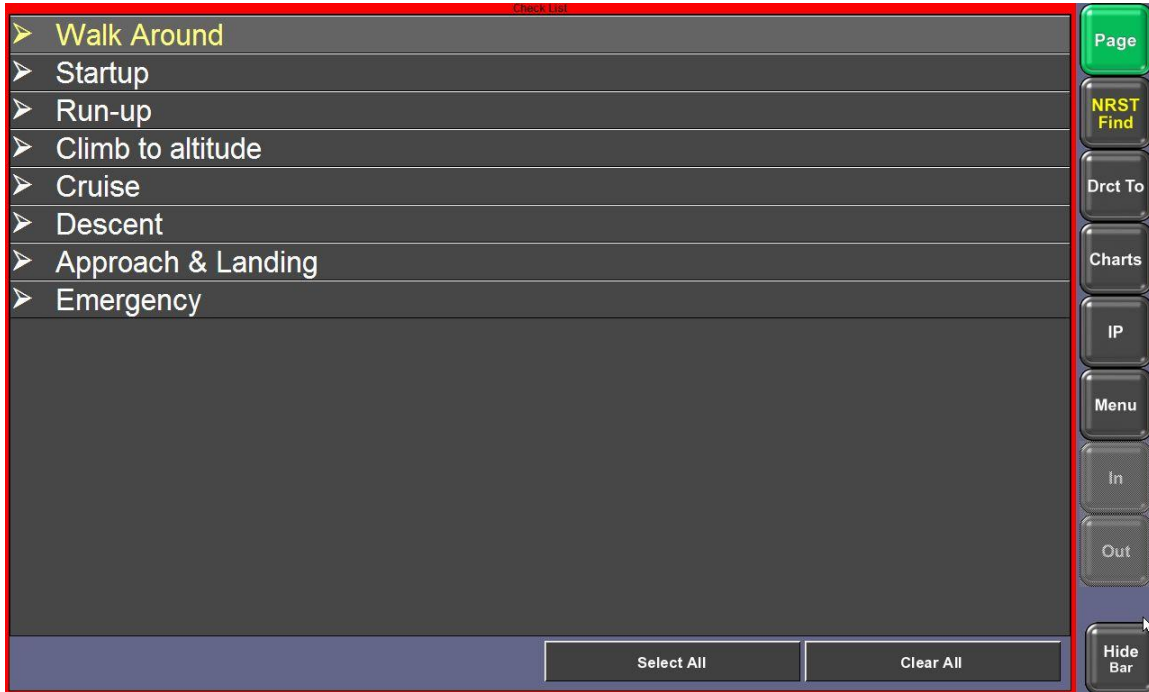 Check List
Walk Around
Startup
Run-up
Climb to altitude
Cruise
Descent
Approach & Landing
Emergency
Select All
Clear All
Page
NRST
Find
Drct To
Charts
IP
Menu
In
Out
Hide
Bar